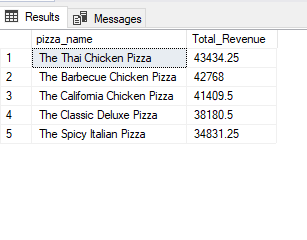 Results Messages
pizza_name Total_Revenue
1 The Thai Chicken Pizza 43434.25
2 The Barbecue Chicken Pizza 42768
3 The California Chicken Pizza 41409.5
4 The Classic Deluxe Pizza 38180.5
5 The Spicy Italian Pizza 34831.25